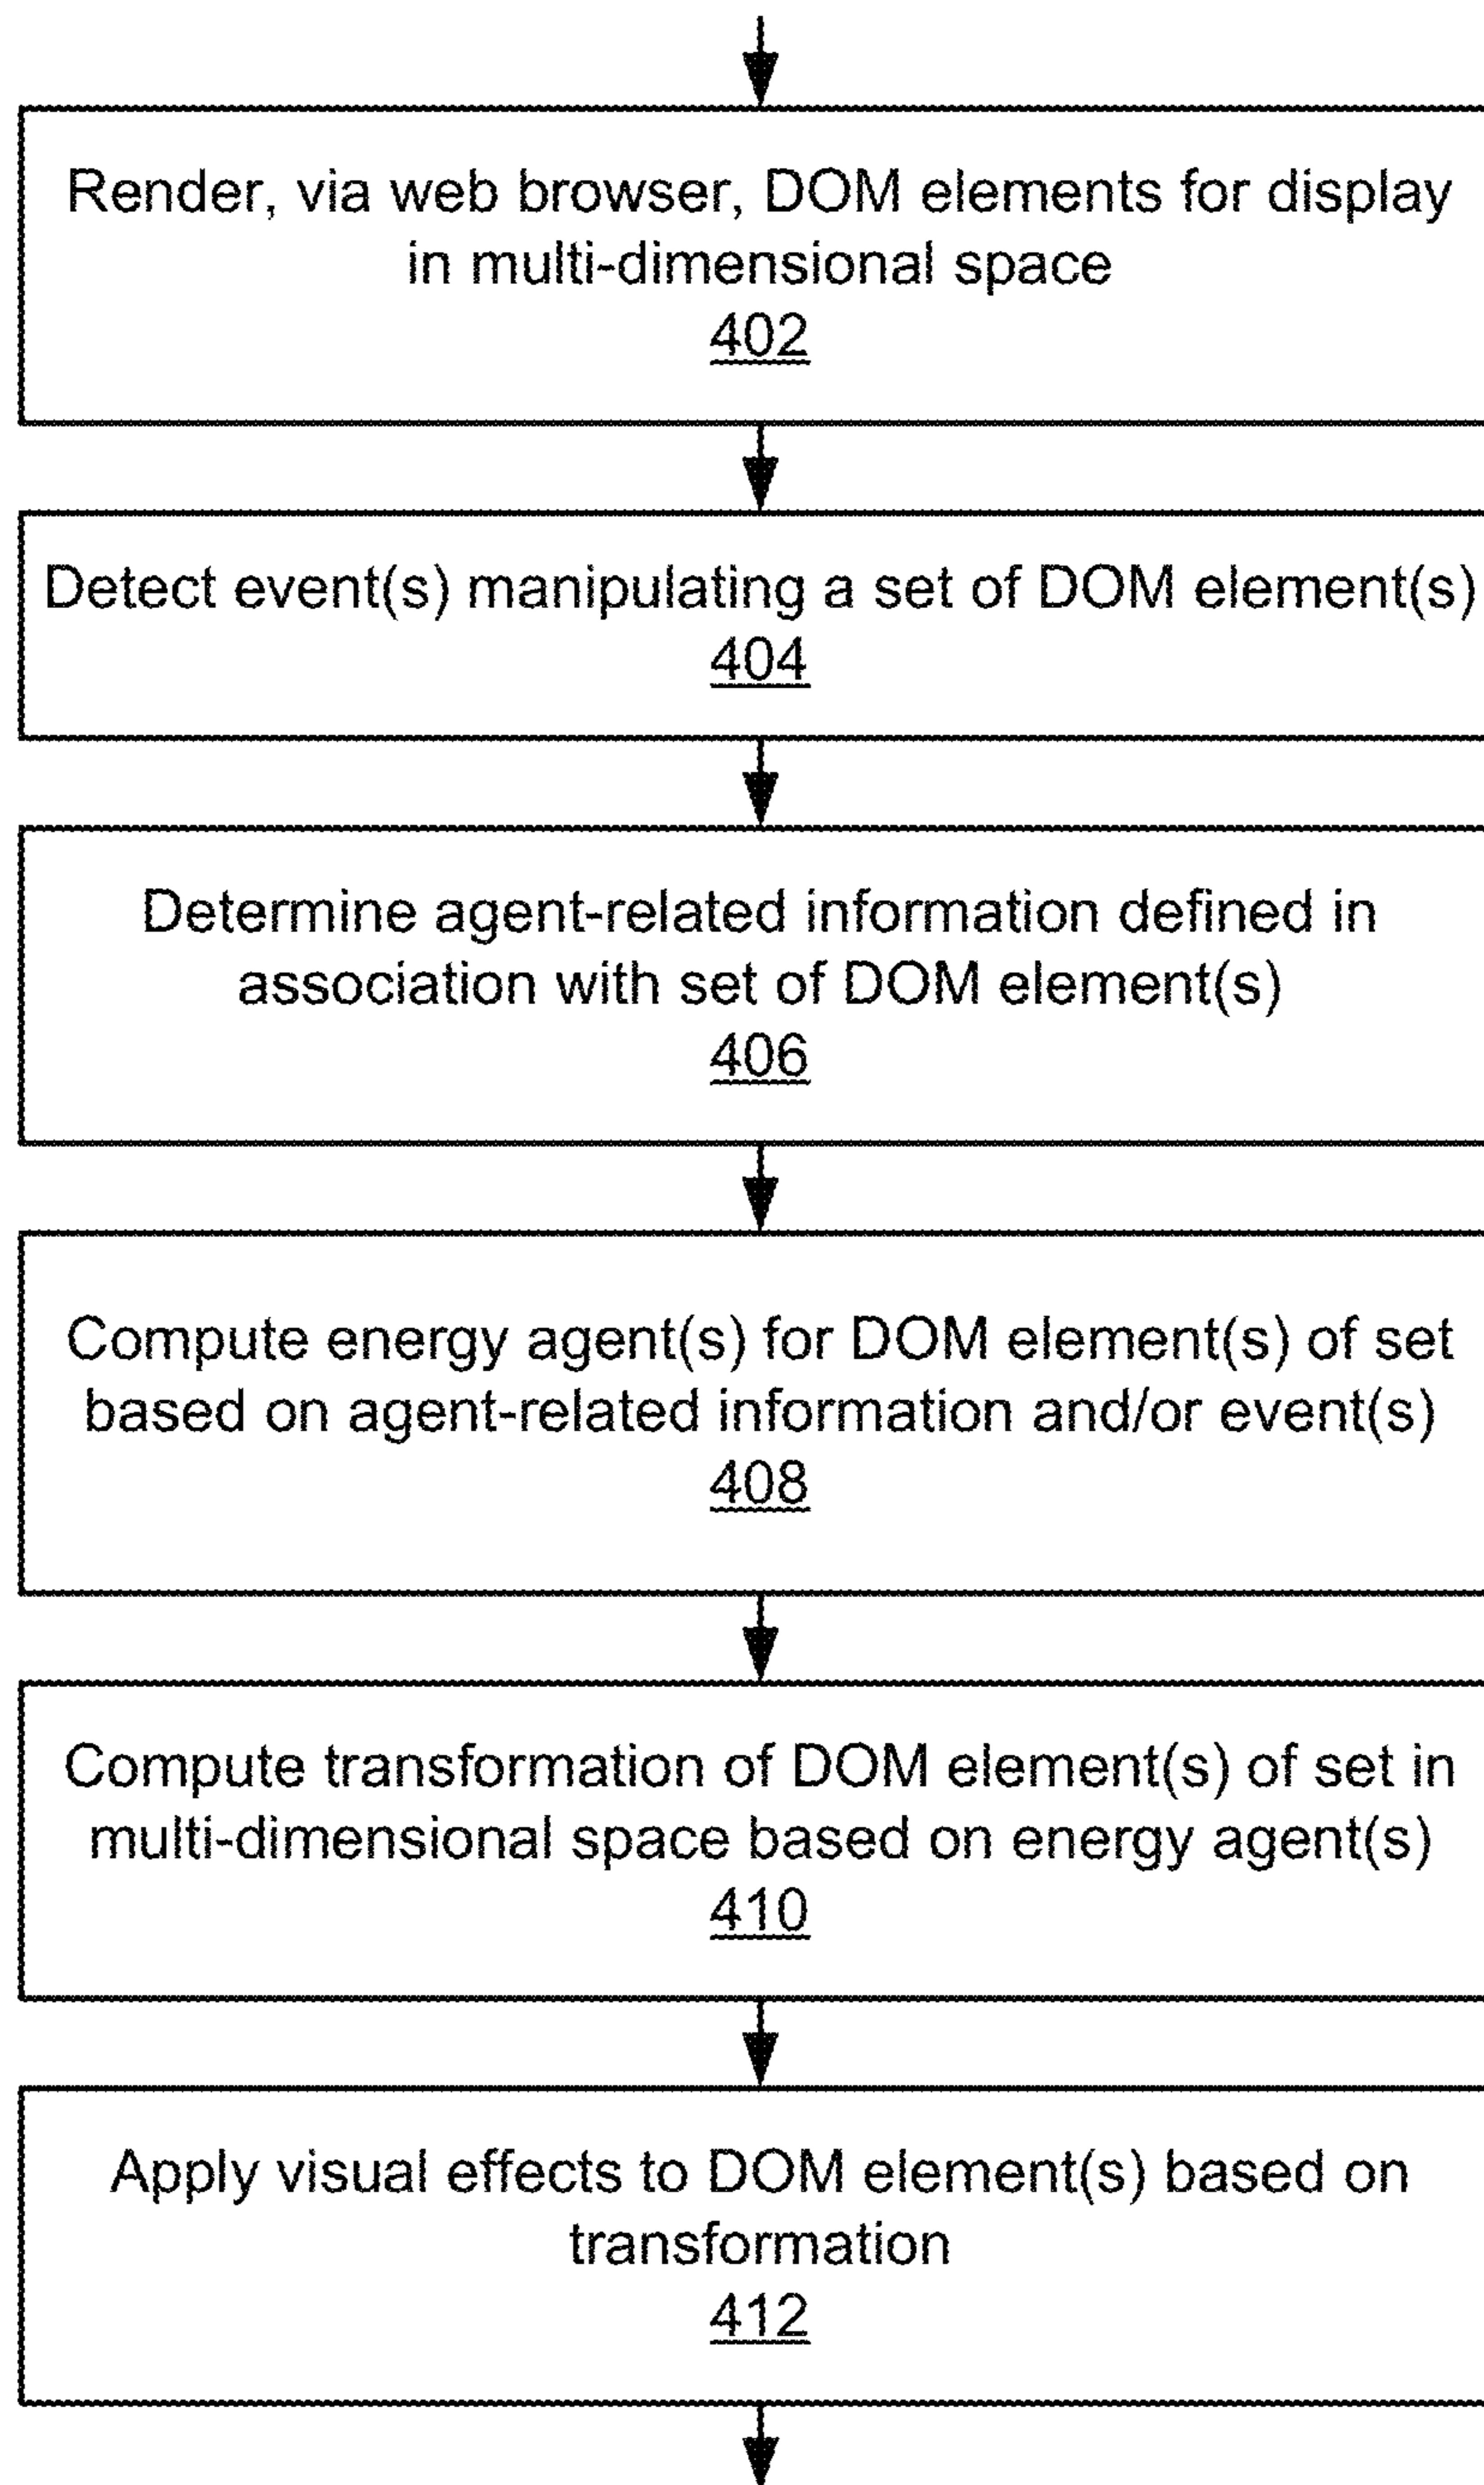 Render, via web browser, DOM elements for display
in multi-dimensional space
402
Detect event(s) manipulating a set of DOM element(s)
404
Determine agent-related information defined in
association with set of DOM element(s)
406
Compute energy agent(s) for DOM element(s) of set
based on agent-related information and/or event(s)
408
Compute transformation of DOM element(s) of set in
multi-dimensional space based on energy agent(s)
410
Apply visual effects to DOM element(s) based on
transformation
412